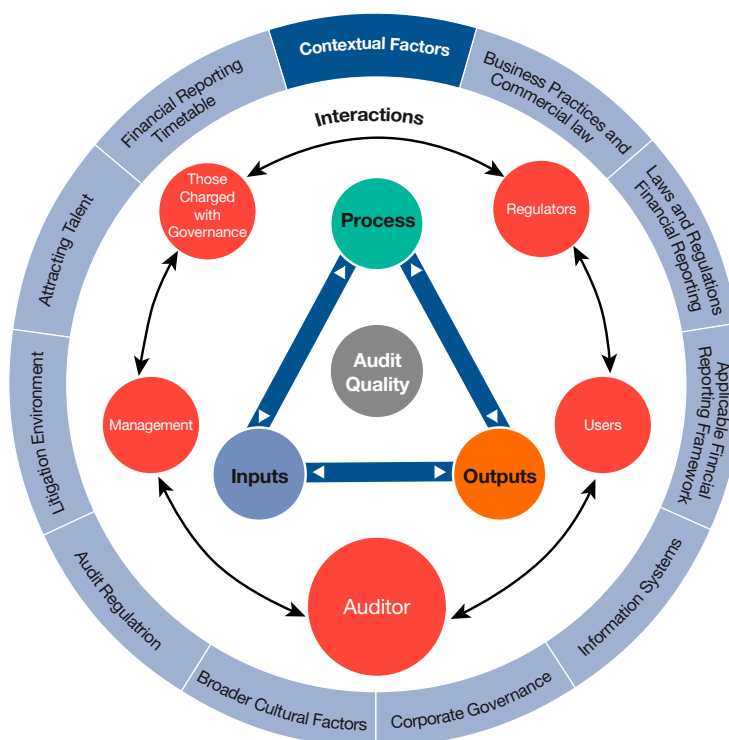 Contextual Factors
Business Practices and
Commercial law
Laws and Regulations
Financial Reporting
Applicable Finncial
Reporting Framework
Information Systems
Corporate Governance
Broader Cultural Factors
Audit Regulatrion
Litigation Environment
Attracting Talent
Financial Reporting
Timetable
Interactions
Those
Charged
with
Governance
Regulators
Process
Audit
Quality
Management
Users
Inputs
Outputs
Auditor